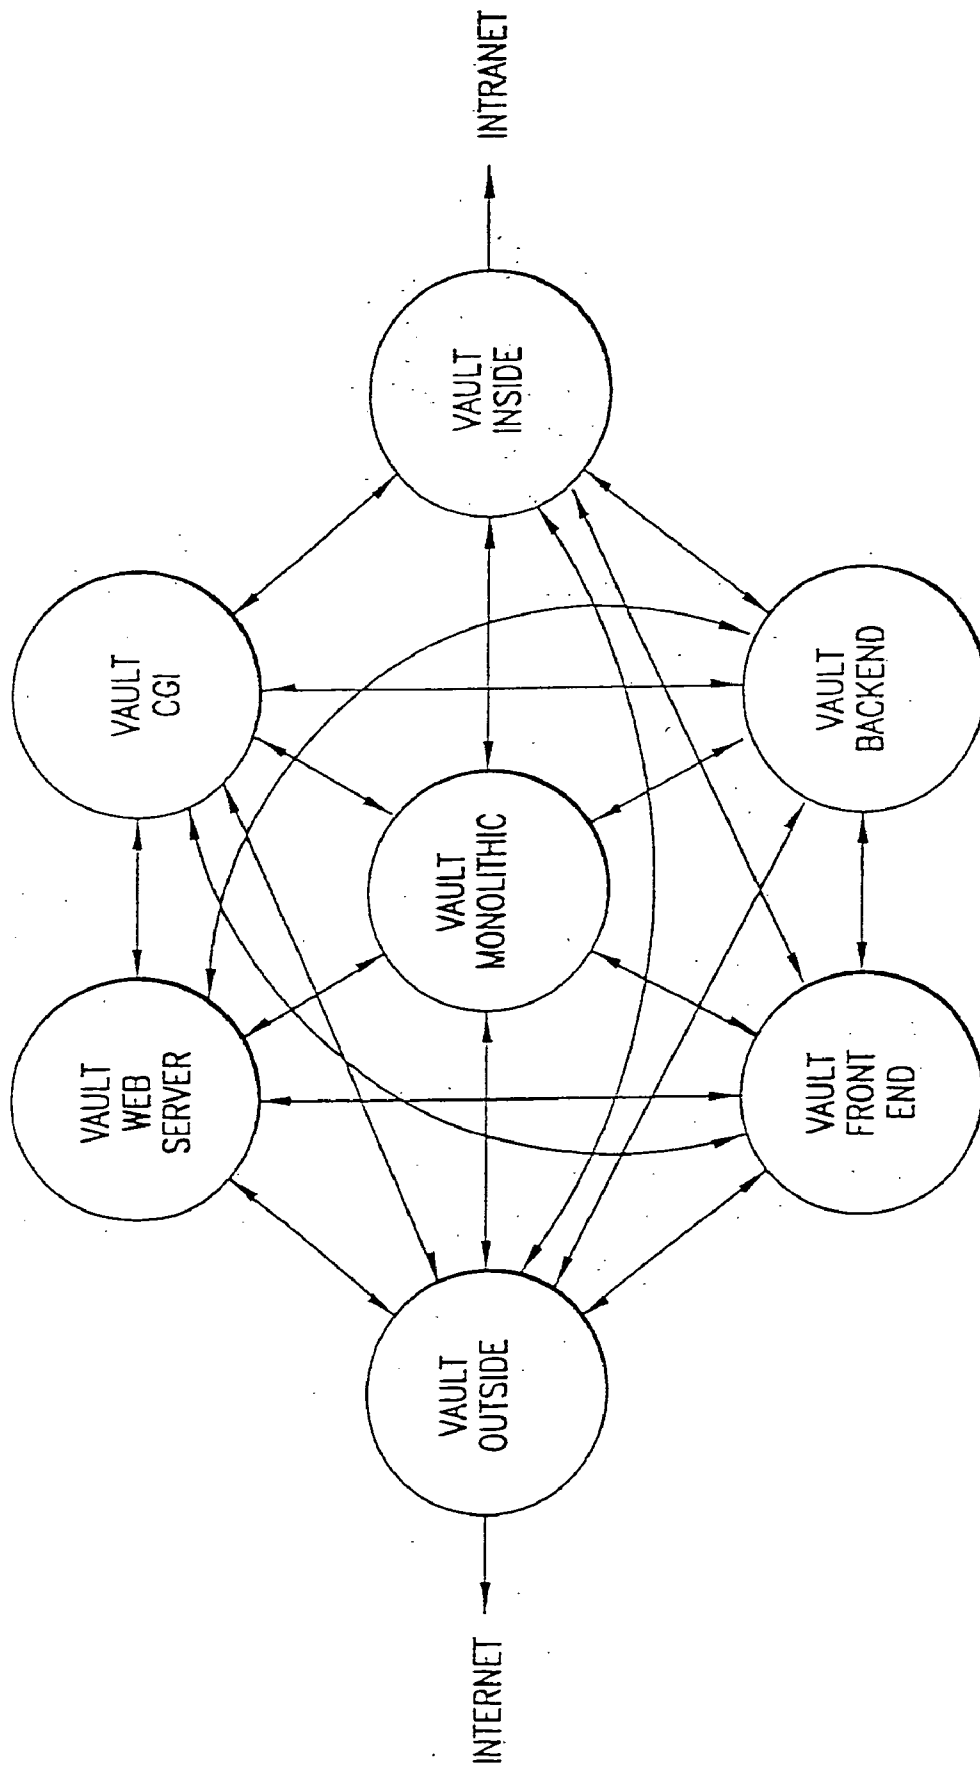 INTERNET
VAULT
OUTSIDE
VAULT
WEB
SERVER
VAULT
FRONT
END
VAULT
MONOLITHIC
VAULT
CGI
VAULT
BACKEND
VAULT
INSIDE
INTRANET